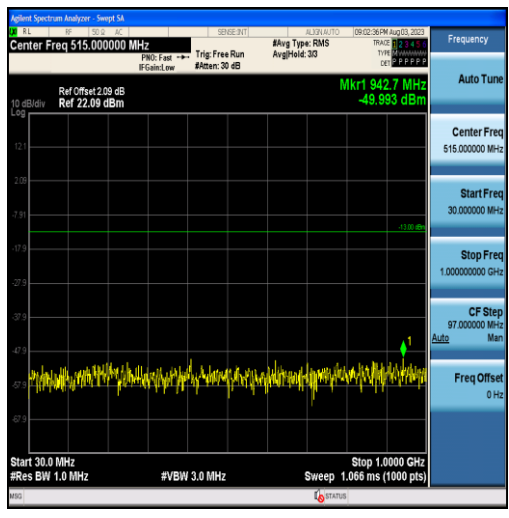 Agilent Spectrum Analyzer - Swept SA
RL RF 50 Ω AC SENSE:INT ALIGN AUTO 09:02:36 PM Aug 03, 2023
Center Freq 515.000000 MHz
#Avg Type: RMS
TRACE 1 2 3 4 5 6
PNO: Fast
Trig: Free Run
Avg|Hold: 3/3
TYPE
IFGain:Low
#Atten: 30 dB
DET P P P P P P
Mkr1 942.7 MHz
-49.993 dBm
Ref Offset 2.09 dB
10 dB/div
Ref 22.09 dBm
Log
12.1
2.09
-7.91
-13.00 dBm
-17.9
-27.9
-37.9
-47.9
1
-57.9
-67.9
Start 30.0 MHz
Stop 1.0000 GHz
#Res BW 1.0 MHz
#VBW 3.0 MHz
Sweep 1.066 ms (1000 pts)
MSG
STATUS
Frequency
Auto Tune
Center Freq
515.000000 MHz
Start Freq
30.000000 MHz
Stop Freq
1.000000000 GHz
CF Step
97.000000 MHz
Auto Man
Freq Offset
0 Hz